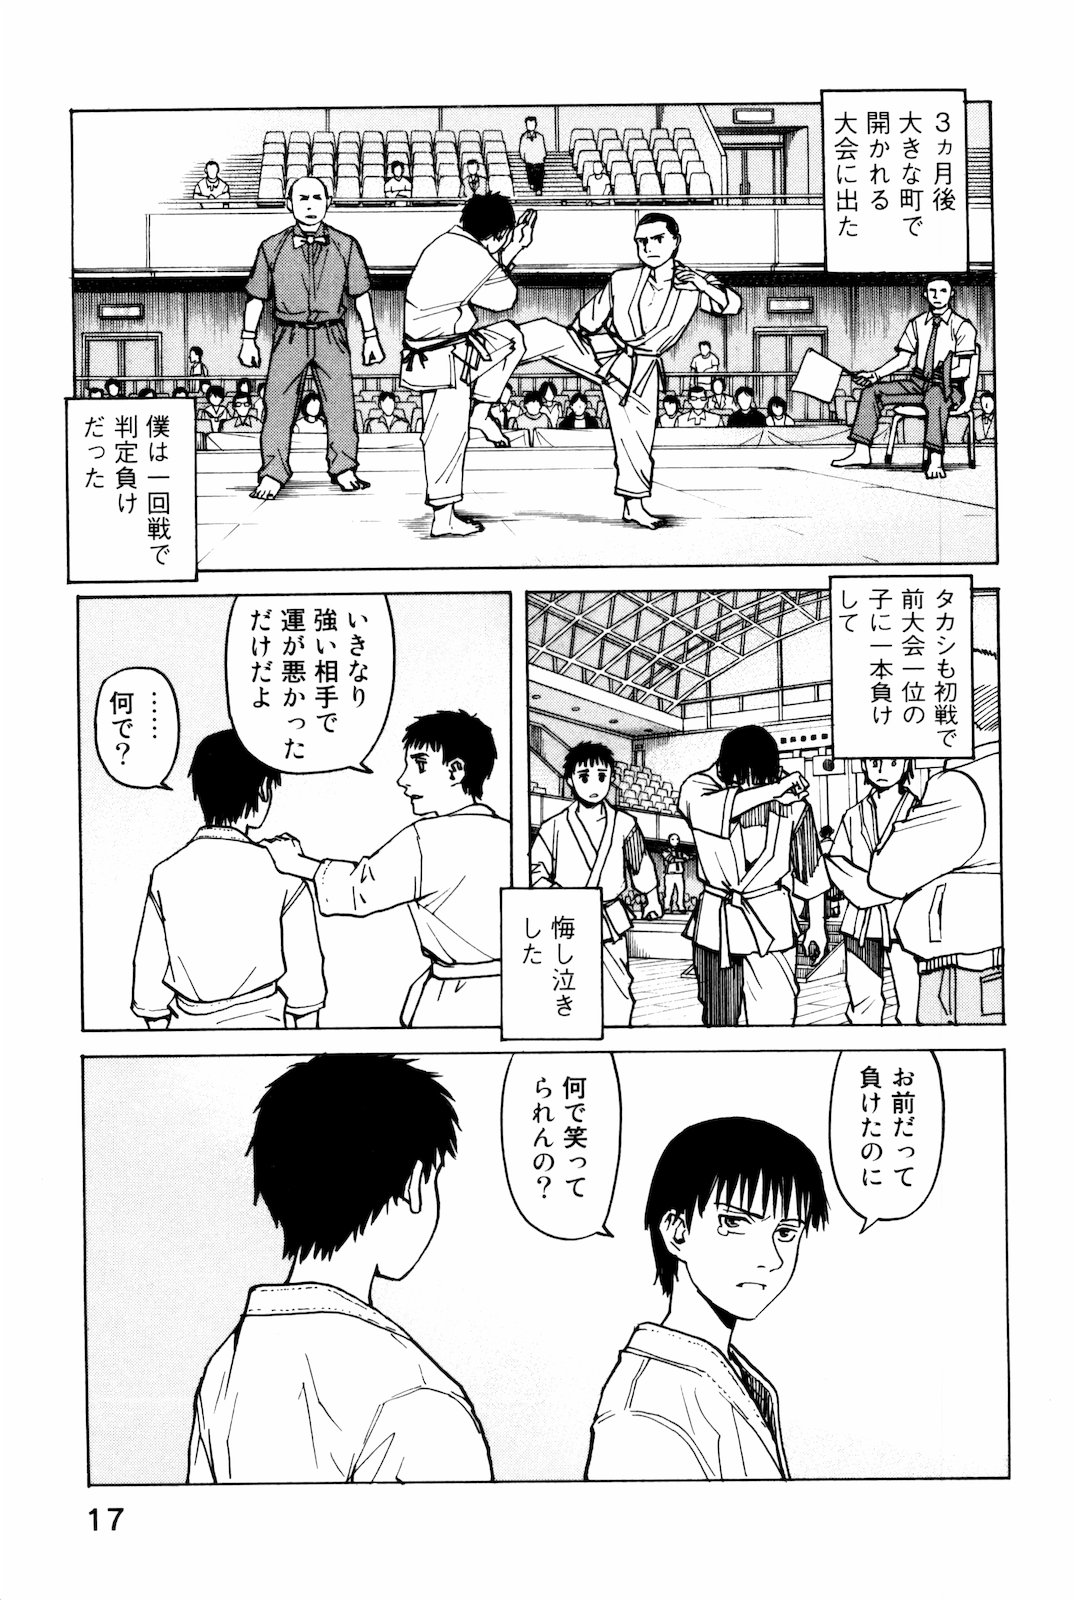 3ヵ月後
大きな町で
開かれる
大会に出た
僕は一回戦で
判定負け
だった
タカシも初戦で
前大会一位の
子に一本負け
して
悔し泣き
した
いきなり
強い相手で
運が悪かった
だけだよ
……
何で?
お前だって
負けたのに
何で笑って
られんの?
17